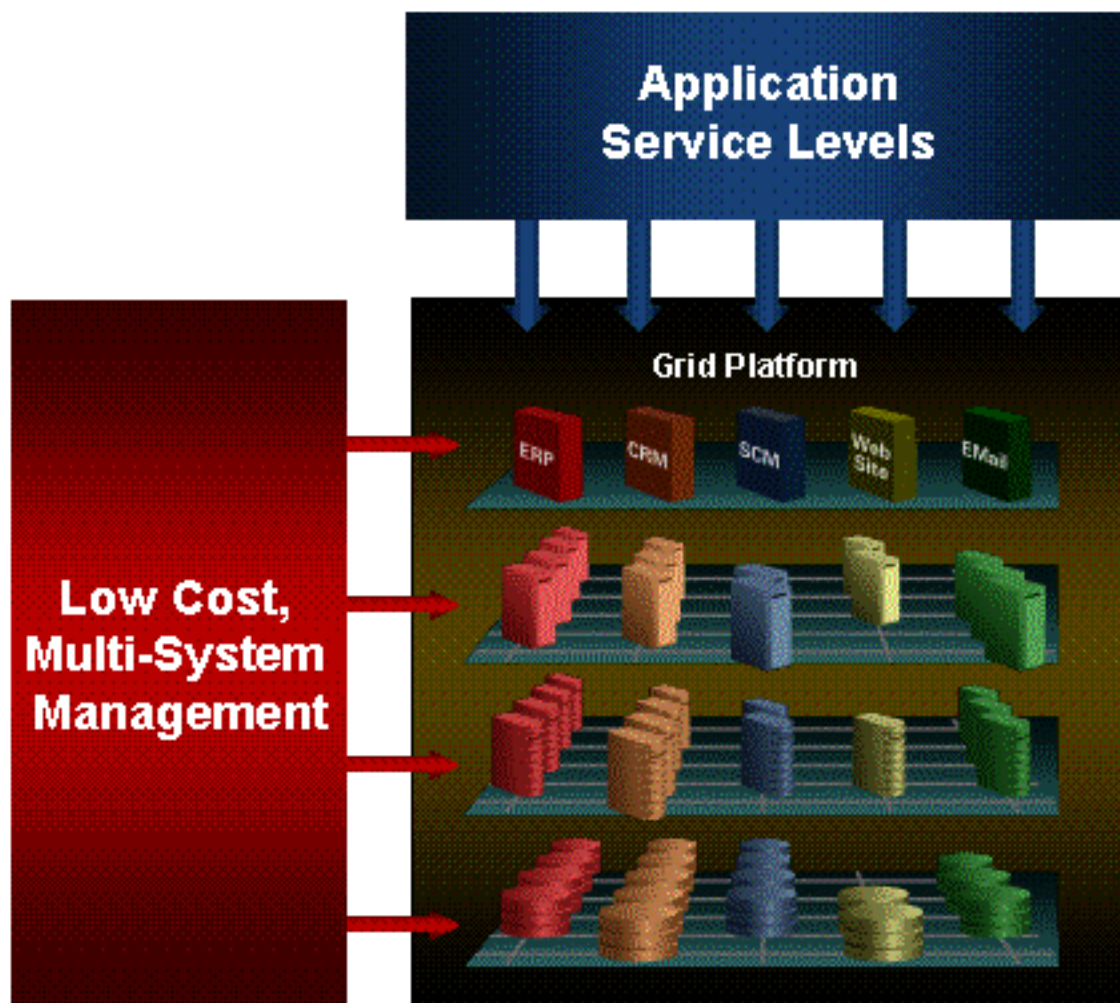 Application
Service Levels
Grid Platform
ERP
CRM
SCM
Web
Site
EMail
Low Cost,
Multi-System
Management